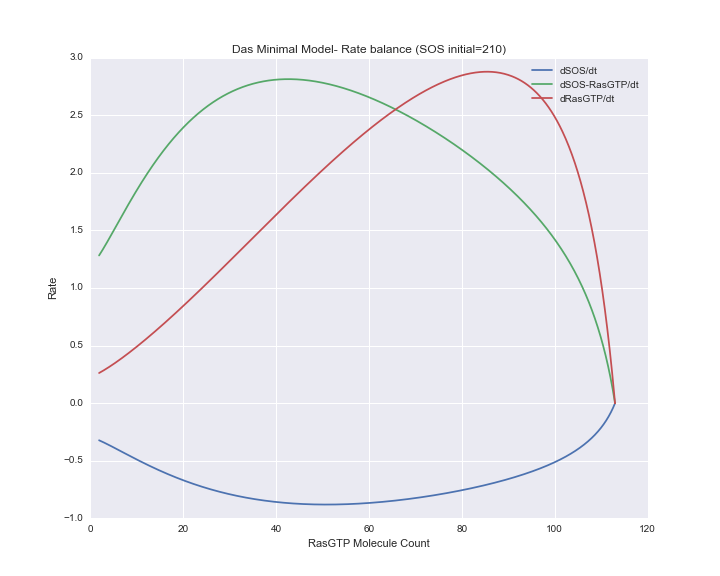 Das Minimal Model- Rate balance (SOS initial=210)
dSOS/dt
dSOS-RasGTP/dt
dRasGTP/dt
Rate
3.0
2.5
2.0
1.5
1.0
0.5
0.0
−0.5
−1.0
0 20 40 60 80 100 120
RasGTP Molecule Count